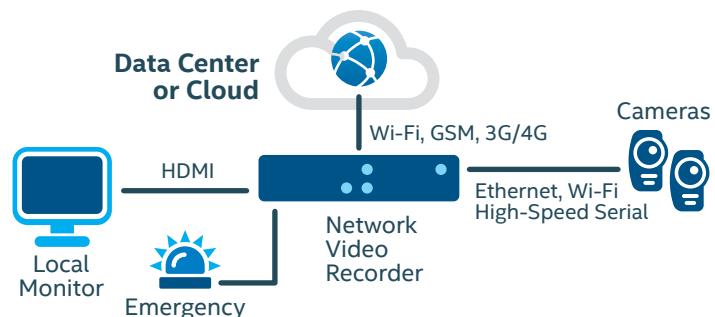 Data Center
or Cloud
Wi-Fi, GSM, 3G/4G
Cameras
HDMI
Ethernet, Wi-Fi
High-Speed Serial
Network
Video
Recorder
Local
Monitor
Emergency